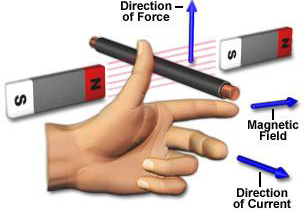 Direction
of Force
S
N
S
N
Magnetic
Field
Direction
of Current